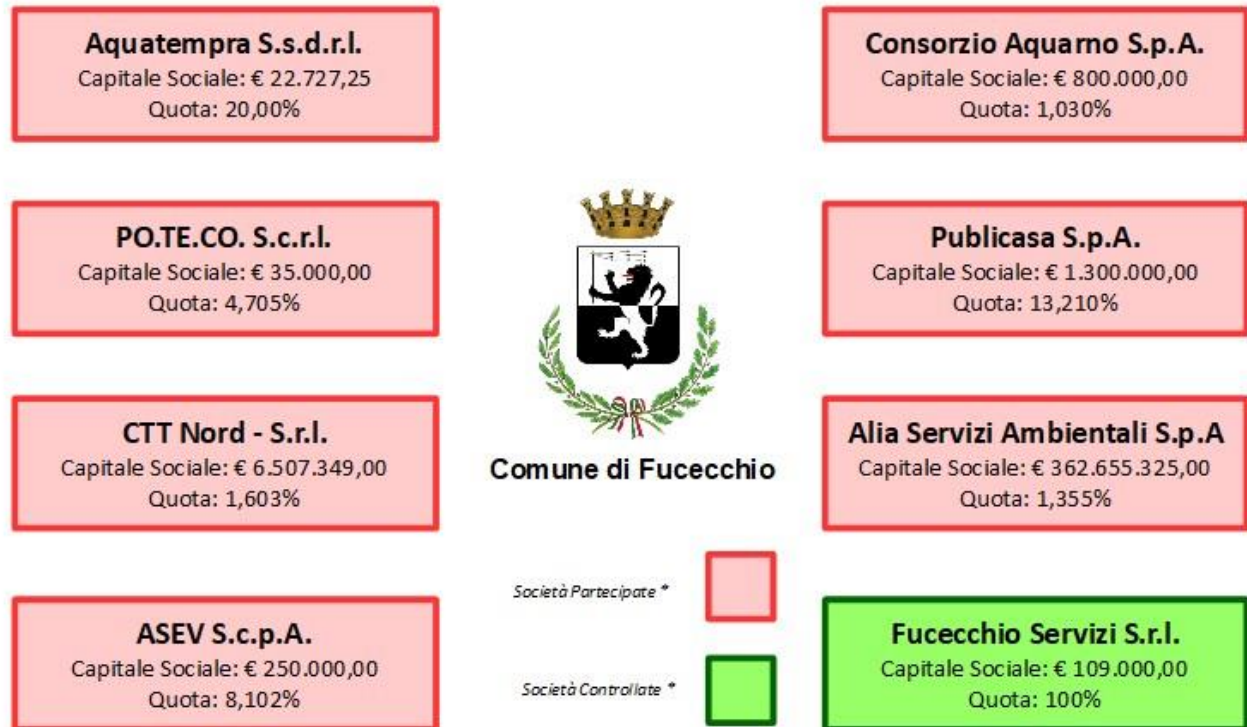 Aquatempra S.s.d.r.l.
Capitale Sociale: € 22.727,25
Quota: 20,00%
Consorzio Aquarno S.p.A.
Capitale Sociale: € 800.000,00
Quota: 1,030%
PO.TE.CO. S.c.r.l.
Capitale Sociale: € 35.000,00
Quota: 4,705%
Publicasa S.p.A.
Capitale Sociale: € 1.300.000,00
Quota: 13,210%
CTT Nord - S.r.l.
Capitale Sociale: € 6.507.349,00
Quota: 1,603%
Comune di Fucecchio
Alia Servizi Ambientali S.p.A
Capitale Sociale: € 362.655.325,00
Quota: 1,355%
ASEV S.c.p.A.
Capitale Sociale: € 250.000,00
Quota: 8,102%
Società Partecipate *
Società Controllate *
Fucecchio Servizi S.r.l.
Capitale Sociale: € 109.000,00
Quota: 100%